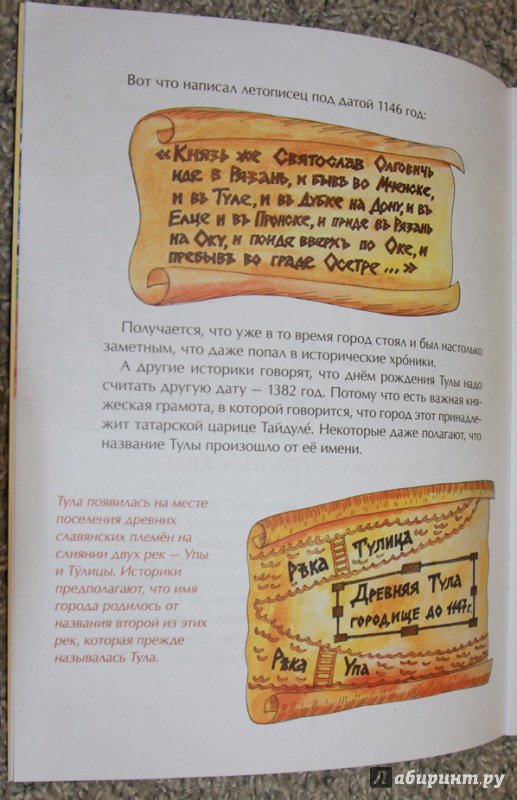 Вот что написал летописец под датой 1146 год:
«Князь же Святослав Олговичь
иде в Рязань, и бывъ во Мченске,
и въ Туле, и въ Дубке на Дону, и въ
Елце и въ Пронске, и приде въ Рязань
на Оку, и поиде вверхъ по Оке, и
пребывъ во граде Осетре...»
Получается, что уже в то время город стоял и был настолько
заметным, что даже попал в исторические хро́ники.
А другие историки говорят, что днём рождения Тулы надо
считать другую дату — 1382 год. Потому что есть важная кня-
жеская грамота, в которой говорится, что город этот принадле-
жит татарской царице Тайдуле́. Некоторые даже полагают, что
название Тулы произошло от её имени.
Тула появилась на месте
поселения древних
славянских племён на
слиянии двух рек — Упы
и Ту́лицы. Историки
предполагают, что имя
города родилось от
названия второй из этих
рек, которая прежде
называлась Тула.
Рѣка Тулица
Древняя Тула
городище до 1147г.
Рѣка Упа
Лабиринт.ру